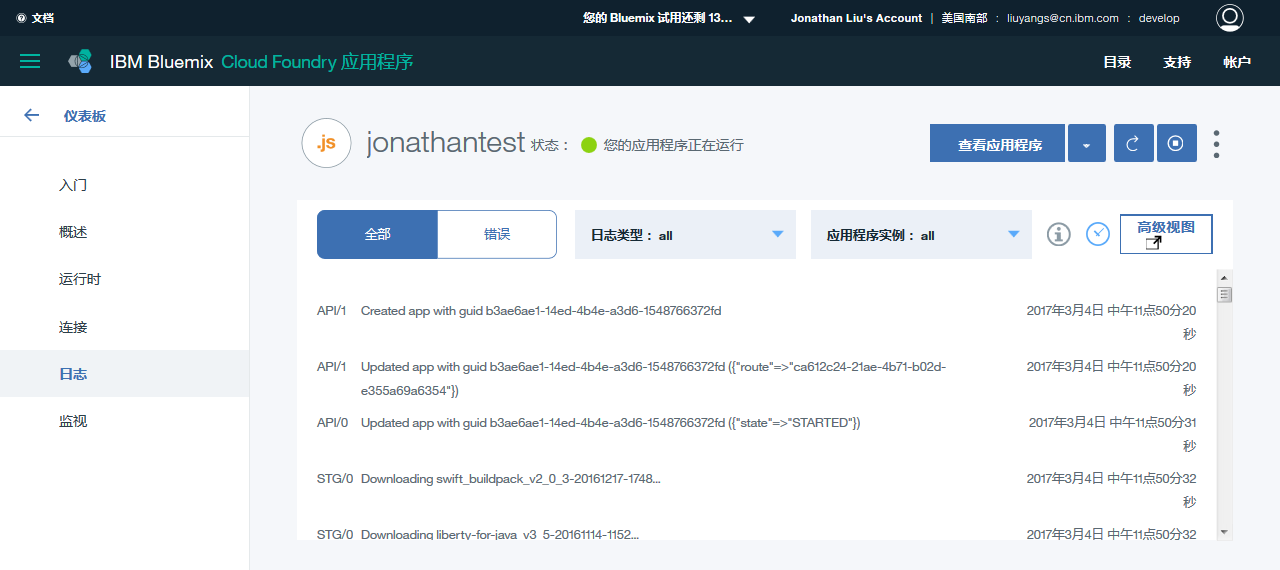 文档
您的 Bluemix 试用还剩 13...
Jonathan Liu's Account | 美国南部 : liuyangs@cn.ibm.com : develop
IBM Bluemix Cloud Foundry 应用程序
目录 支持 帐户
仪表板
入门
概述
运行时
连接
日志
监视
.js
jonathantest 状态： 您的应用程序正在运行
查看应用程序
全部 错误 日志类型： all 应用程序实例： all 高级视图
API/1 Created app with guid b3ae6ae1-14ed-4b4e-a3d6-1548766372fd 2017年3月4日 中午11点50分20
秒
API/1 Updated app with guid b3ae6ae1-14ed-4b4e-a3d6-1548766372fd ({"route"=>"ca612c24-21ae-4b71-b02d- 2017年3月4日 中午11点50分20
e355a69a6354"}) 秒
API/0 Updated app with guid b3ae6ae1-14ed-4b4e-a3d6-1548766372fd ({"state"=>"STARTED"}) 2017年3月4日 中午11点50分31
秒
STG/0 Downloading swift_buildpack_v2_0_3-20161217-1748... 2017年3月4日 中午11点50分32
秒
STG/0 Downloading liberty-for-java_v3_5-20161114-1152... 2017年3月4日 中午11点50分32